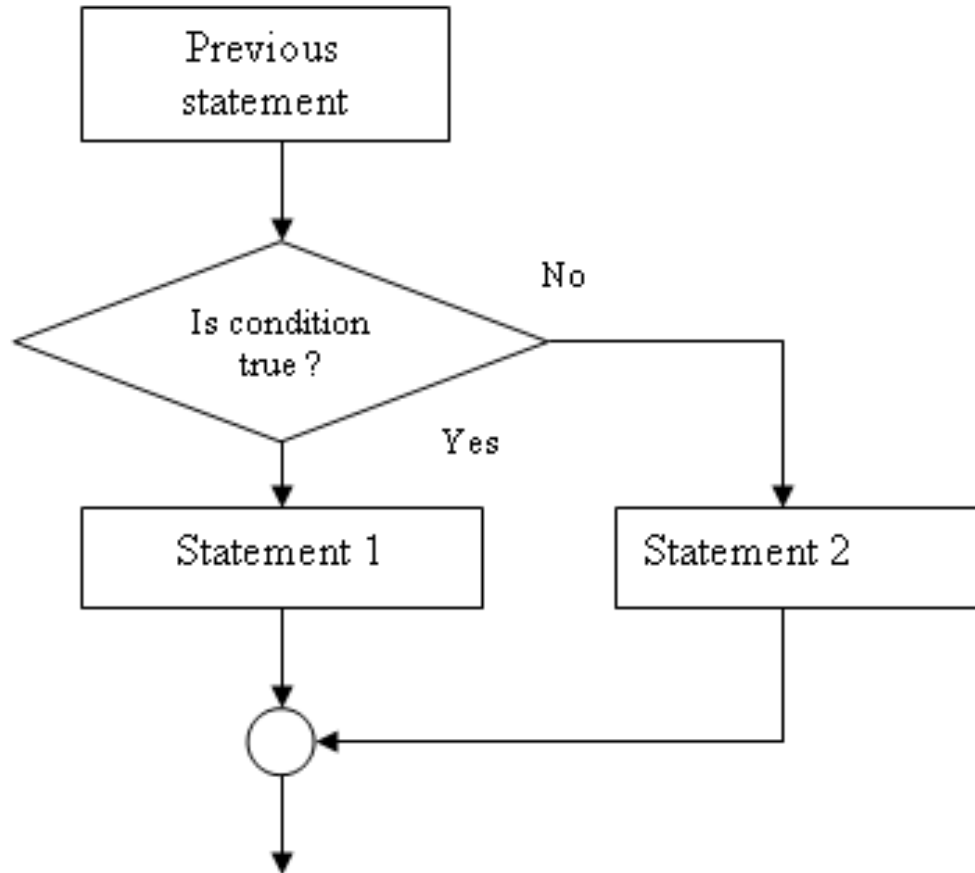 Previous
statement
No
Is condition
true ?
Yes
Statement 1
Statement 2